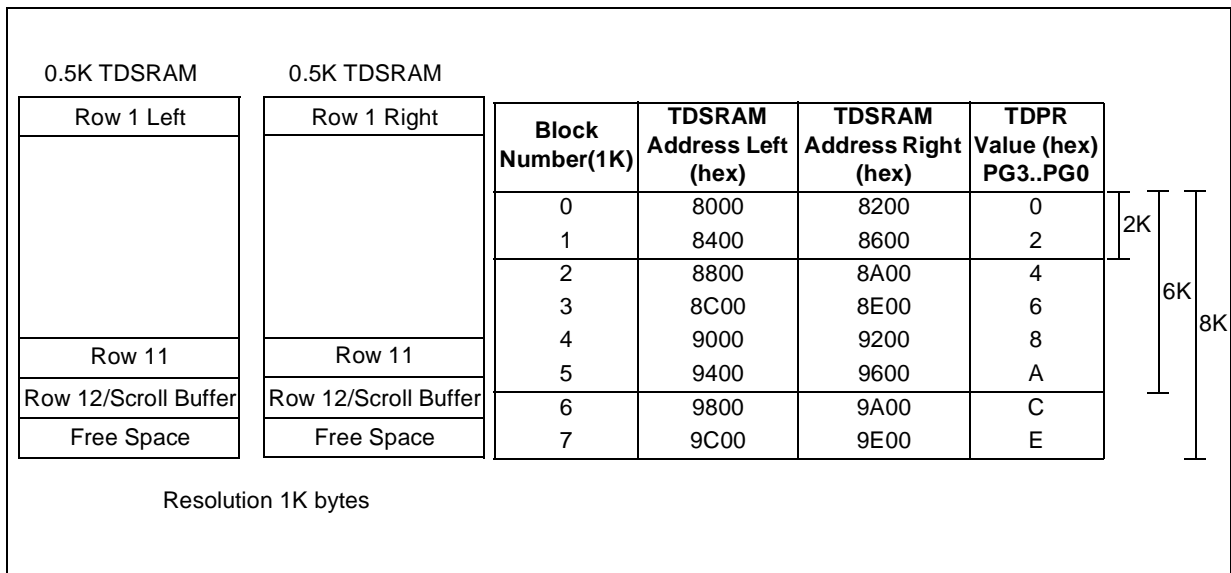 0.5K TDSRAM 0.5K TDSRAM
Row 1 Left Row 1 Right
Row 11 Row 11
Row 12/Scroll Buffer Row 12/Scroll Buffer
Free Space Free Space
Block Number(1K) TDSRAM Address Left (hex) TDSRAM Address Right (hex) TDPR Value (hex) PG3..PG0
0 8000 8200 0
1 8400 8600 2
2 8800 8A00 4
3 8C00 8E00 6
4 9000 9200 8
5 9400 9600 A
6 9800 9A00 C
7 9C00 9E00 E
2K
6K
8K
Resolution 1K bytes